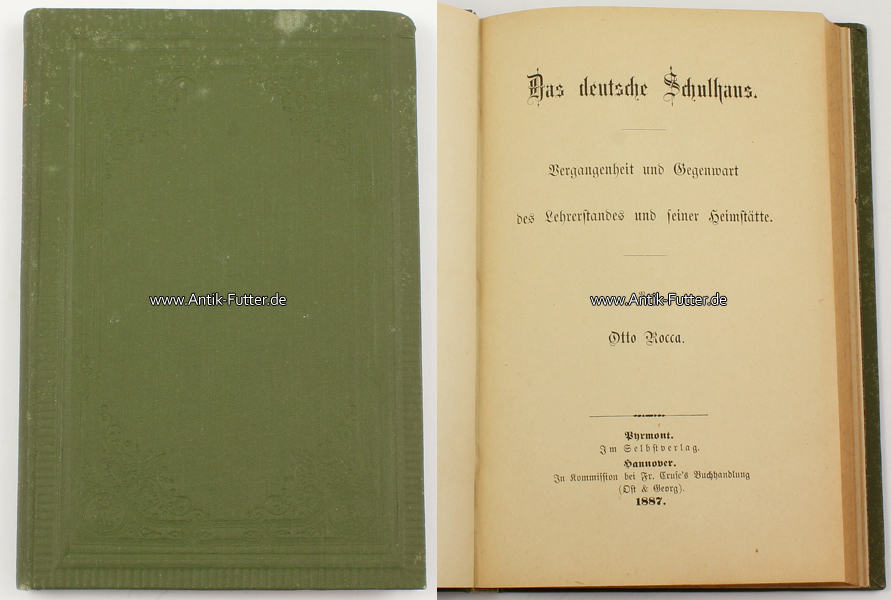 www.Antik-Futter.de
Das deutsche Schulhaus.
Vergangenheit und Gegenwart
des Lehrerstandes und seiner Heimstätte.
www.Antik-Futter.de
Otto Rocca.
Pyrmont.
Im Selbstverlag.
Hannover.
In Kommission bei Fr. Cruse's Buchhandlung
(Ost & Georg).
1887.